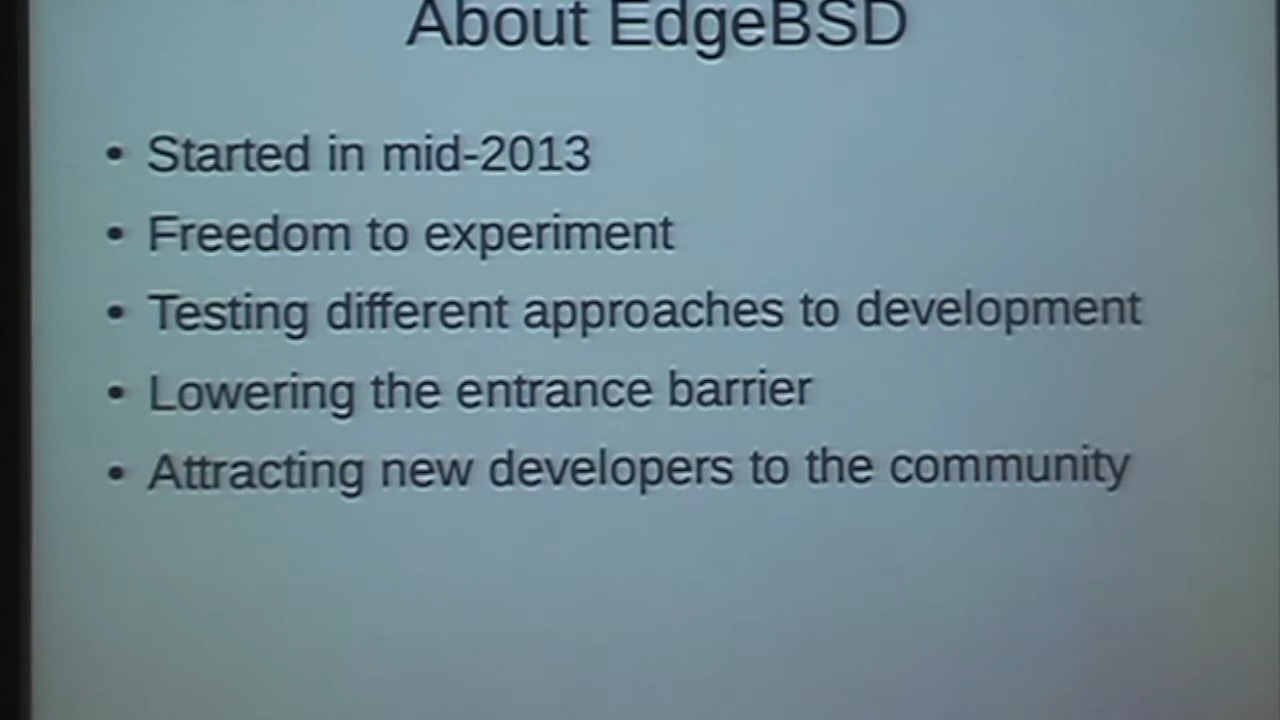 About EdgeBSD
• Started in mid-2013
• Freedom to experiment
• Testing different approaches to development
• Lowering the entrance barrier
• Attracting new developers to the community